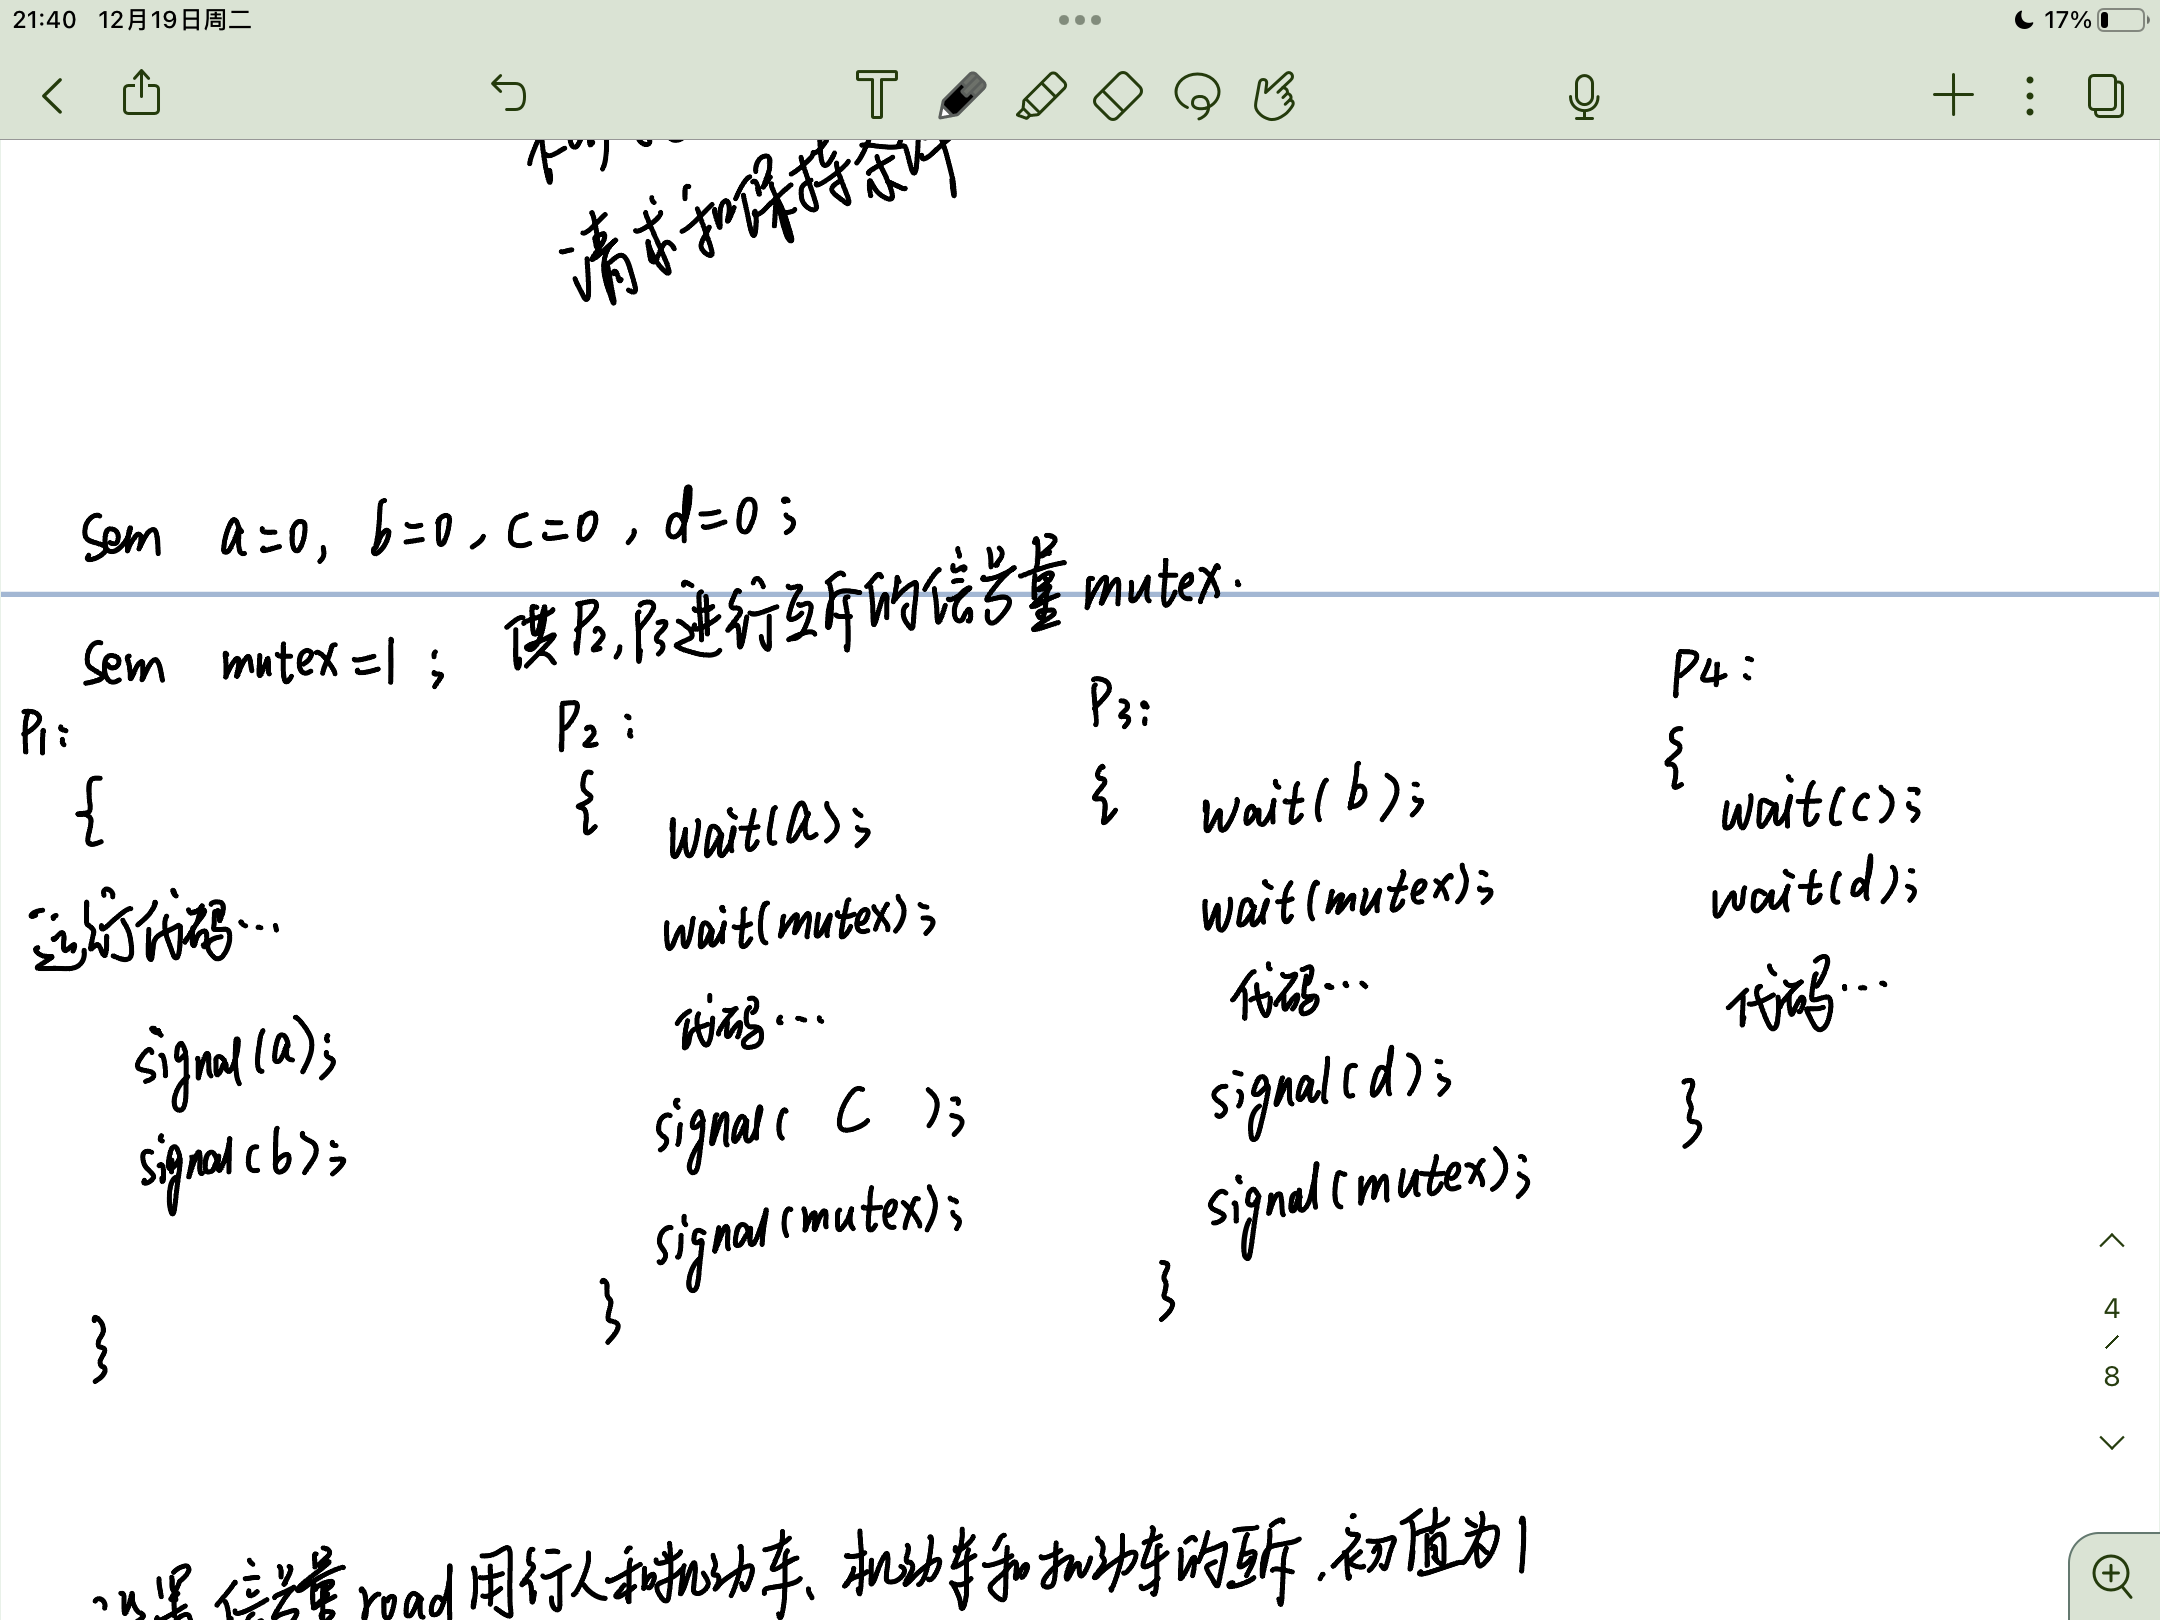 21:40 12月19日周二
17%
请求和保持条件
Sem a=0, b=0, c=0, d=0;
Sem mutex=1; 供P2,P3进行互斥的信号量mutex.
P1:
{
运行代码…
signal(a);
signal(b);
}
P2:
{
wait(a);
wait(mutex);
代码…
signal( C );
signal(mutex);
}
P3:
{
wait(b);
wait(mutex);
代码…
signal(d);
signal(mutex);
}
P4:
{
wait(c);
wait(d);
代码…
}
4
/
8
设置信号量road用行人和机动车、机动车和机动车的互斥.初值为1